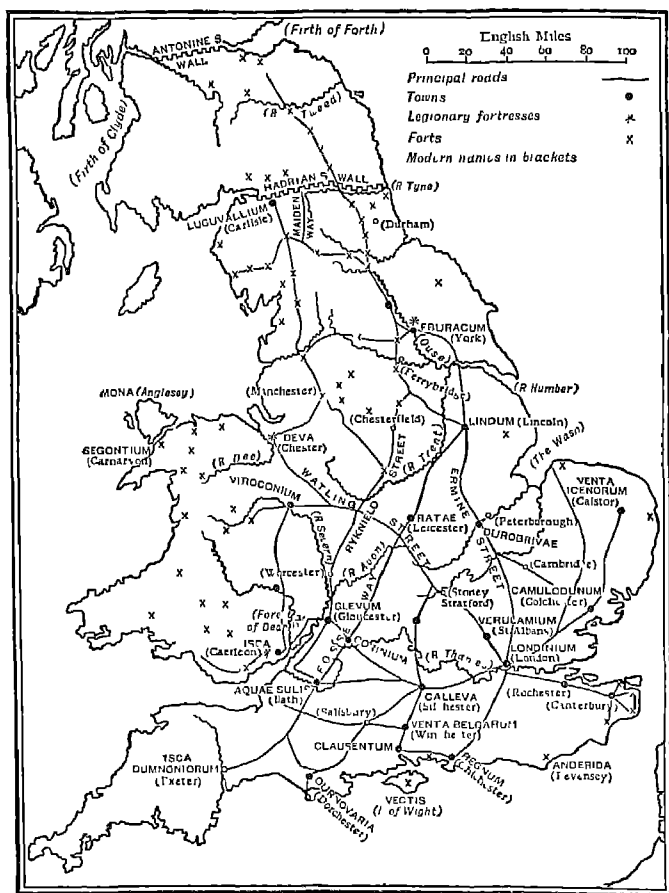 English Miles
0 20 40 60 80 100
Principal roads
Towns
Legionary fortresses
Forts
Modern names in brackets
(Firth of Forth)
ANTONINE'S
WALL
(Firth of Clyde)
(R Tweed)
HADRIAN'S WALL
(R Tyne)
LUGUVALLIUM
(Carlisle)
MAIDEN
WAY
(Durham)
EBURACUM
(York)
(Ouse)
(Ferrybridge)
(R Humber)
MONA (Anglesey)
(Manchester)
(Chesterfield)
LINDUM (Lincoln)
(The Wash)
SEGONTIUM
(Carnarvon)
(R Dee)
DEVA
(Chester)
STREET
(R Trent)
VIROCONIUM
WATLING
STREET
RYKNIELD
ERMINE
STREET
VENTA
ICENORUM
(Caistor)
RATAE
(Leicester)
(Peterborough)
DUROBRIVAE
(R Severn)
(R Avon)
(Cambridge)
(Worcester)
WAY
(Stoney
Stratford)
CAMULODUNUM
(Colchester)
(Forest
of Dean)
GLEVUM
(Gloucester)
VERULAMIUM
(St Albans)
ISCA
(Caerleon)
FOSSE
CORINIUM
(R Thames)
LONDINIUM
(London)
AQUAE SULIS
(Bath)
CALLEVA
(Silchester)
(Rochester)
(Canterbury)
(Salisbury)
VENTA BELGARUM
(Winchester)
CLAUSENTUM
REGNUM
(Chichester)
ANDERIDA
(Pevensey)
ISCA
DUMNONIORUM
(Exeter)
DURNOVARIA
(Dorchester)
VECTIS
(I of Wight)